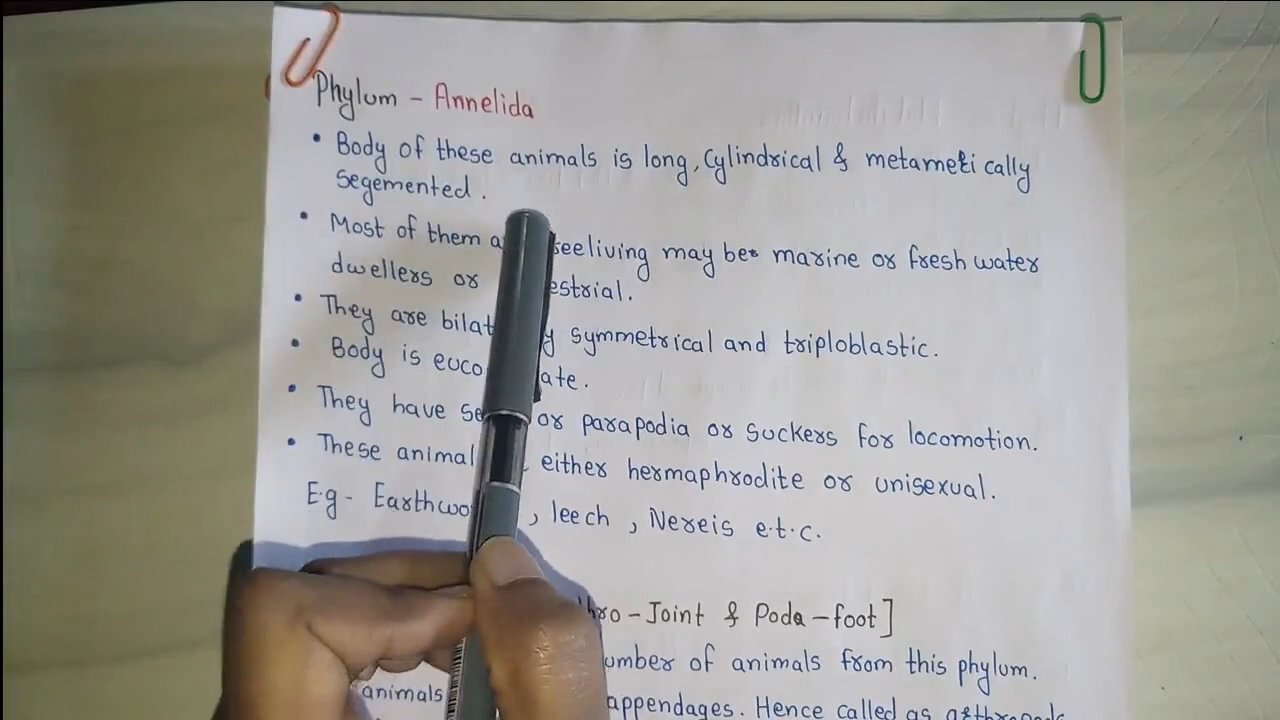 Phylum - Annelida
• Body of these animals is long, Cylindrical & metamerically
segemented.
• Most of them a eeliving may be marine or fresh water
dwellers or estrial.
• They are bilat y symmetrical and triploblastic.
• Body is euco ate.
• They have se or parapodia or suckers for locomotion.
• These animal either hermaphrodite or unisexual.
E.g - Earthwo , leech , Nereis e.t.c.
hro - Joint & Poda - foot]
umber of animals from this phylum.
animals appendages. Hence called as arthropods